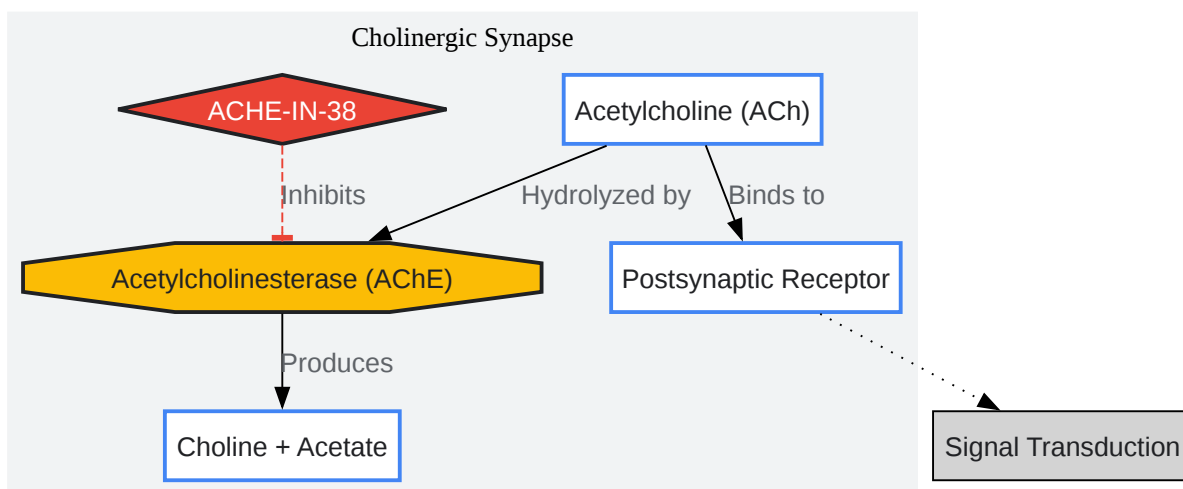 Cholinergic Synapse
ACHE-IN-38
Acetylcholine (ACh)
Inhibits
Hydrolyzed by
Binds to
Acetylcholinesterase (AChE)
Postsynaptic Receptor
Produces
Choline + Acetate
Signal Transduction